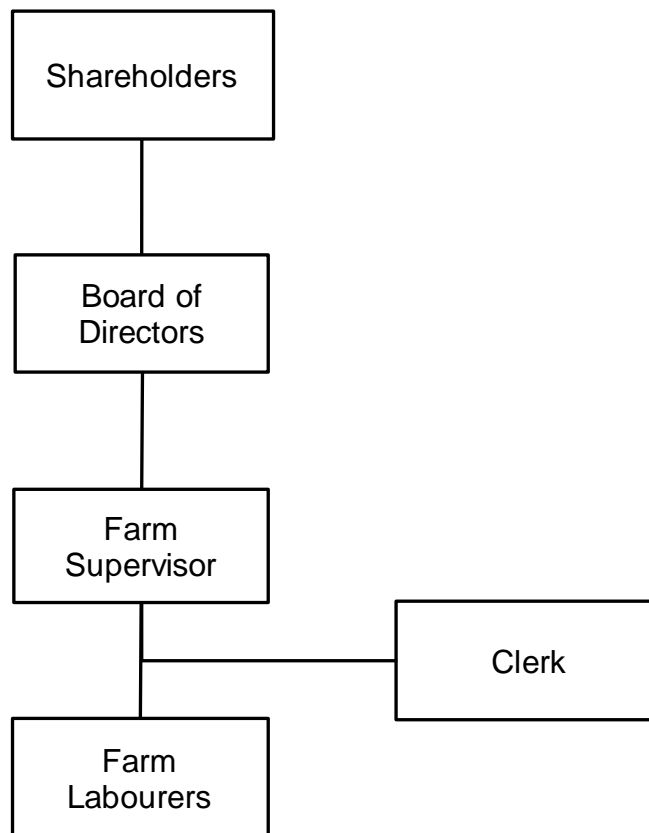 Shareholders
Board of
Directors
Farm
Supervisor
Clerk
Farm
Labourers